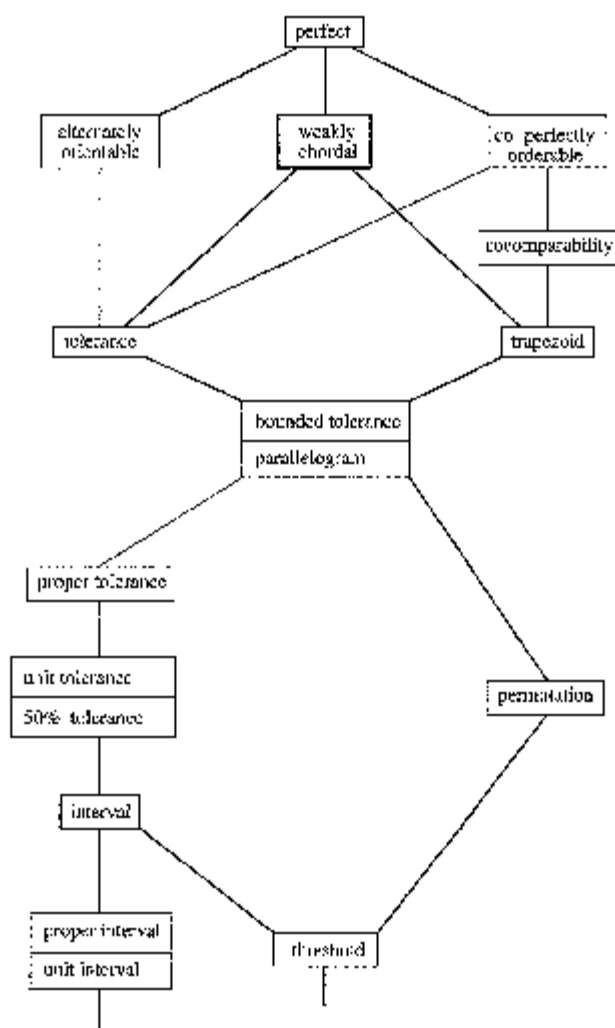 perfect
alternately
orientable
weakly
chordal
co-perfectly
orderable
cocomparability
tolerance
trapezoid
bounded tolerance
parallelogram
proper tolerance
unit tolerance
50% tolerance
permutation
interval
proper interval
unit interval
threshold